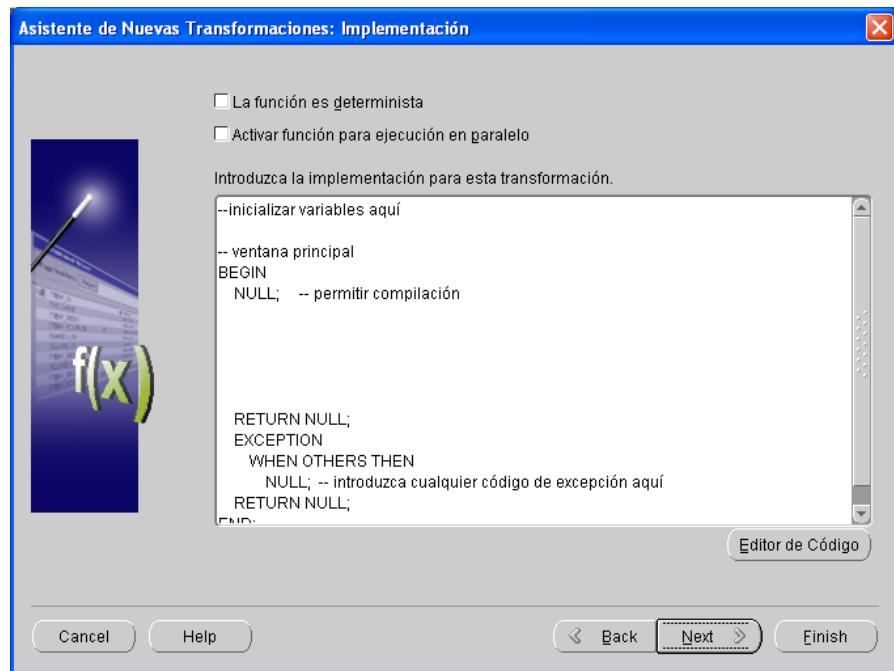 Asistente de Nuevas Transformaciones: Implementación
La función es determinista
Activar función para ejecución en paralelo
Introduzca la implementación para esta transformación.
--inicializar variables aquí
-- ventana principal
BEGIN
NULL; -- permitir compilación
f(x)
RETURN NULL;
EXCEPTION
WHEN OTHERS THEN
NULL; -- introduzca cualquier código de excepción aquí
RETURN NULL;
END;
Editor de Código
Cancel Help Back Next Finish